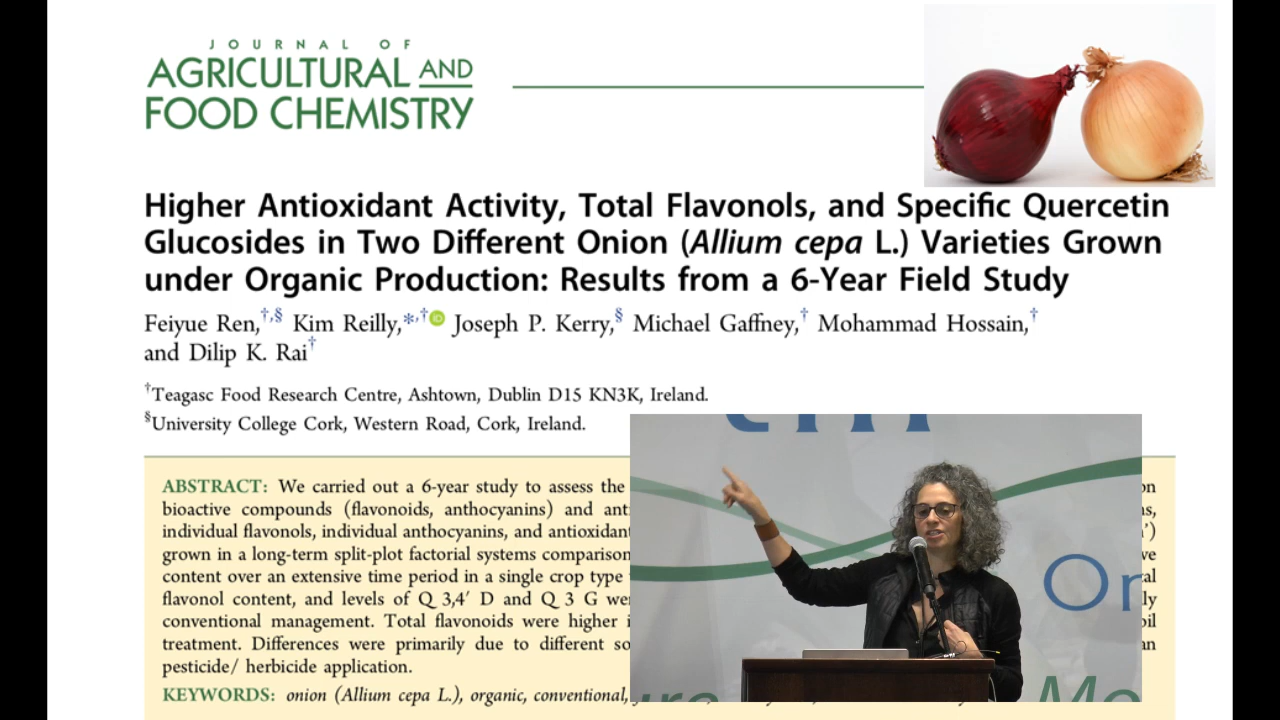 JOURNAL OF
AGRICULTURAL AND
FOOD CHEMISTRY
Higher Antioxidant Activity, Total Flavonols, and Specific Quercetin
Glucosides in Two Different Onion (Allium cepa L.) Varieties Grown
under Organic Production: Results from a 6-Year Field Study
Feiyue Ren,†,§ Kim Reilly,*,† Joseph P. Kerry,§ Michael Gaffney,† Mohammad Hossain,†
and Dilip K. Rai†
†Teagasc Food Research Centre, Ashtown, Dublin D15 KN3K, Ireland.
§University College Cork, Western Road, Cork, Ireland.
ABSTRACT: We carried out a 6-year study to assess the
bioactive compounds (flavonoids, anthocyanins) and
individual flavonols, individual anthocyanins, and antioxidant
grown in a long-term split-plot factorial systems comparison
content over an extensive time period in a single crop type
flavonol content, and levels of Q 3,4′ D and Q 3 G
conventional management. Total flavonoids were higher
treatment. Differences were primarily due to different
pesticide/ herbicide application.
KEYWORDS: onion (Allium cepa L.), organic, conventional,